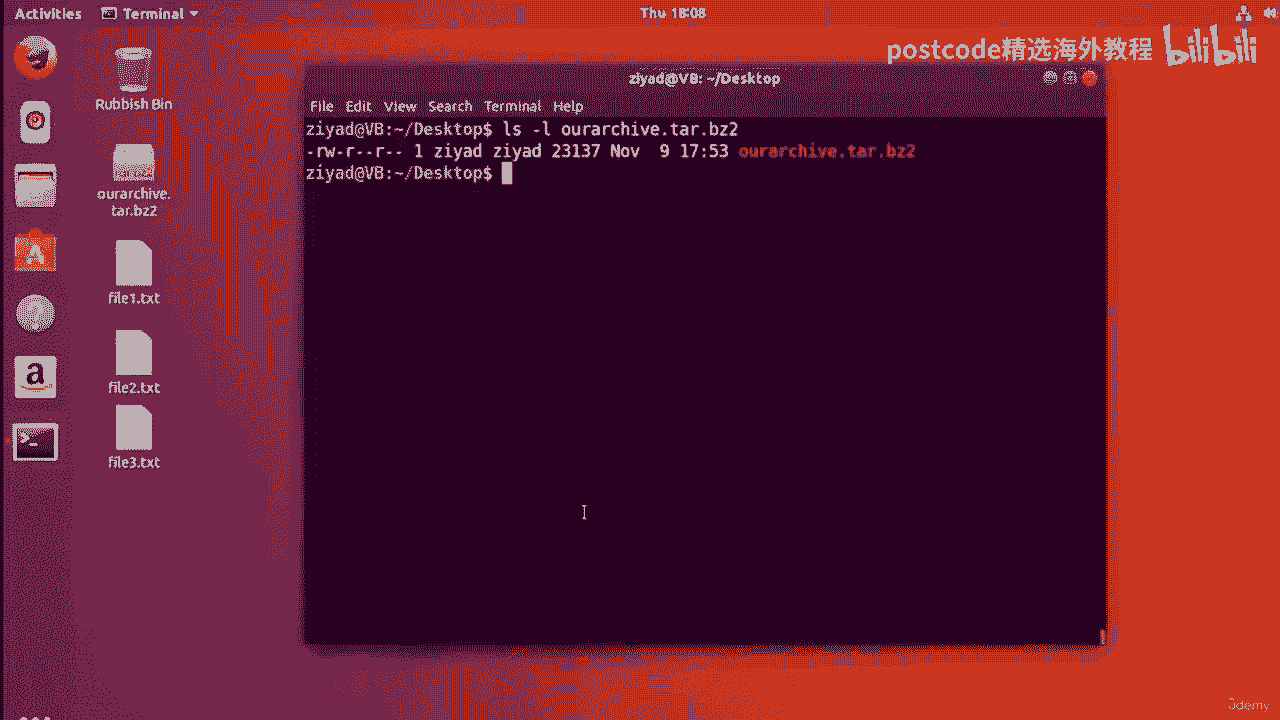 Activities Terminal Thu 18:08
postcode精选海外教程 bilibili
ziyad@VB: ~/Desktop
Rubbish Bin
File Edit View Search Terminal Help
ziyad@VB:~/Desktop$ ls -l ourarchive.tar.bz2
-rw-r--r-- 1 ziyad ziyad 23137 Nov  9 17:53 ourarchive.tar.bz2
ziyad@VB:~/Desktop$
ourarchive.
tar.bz2
file1.txt
file2.txt
file3.txt
Udemy